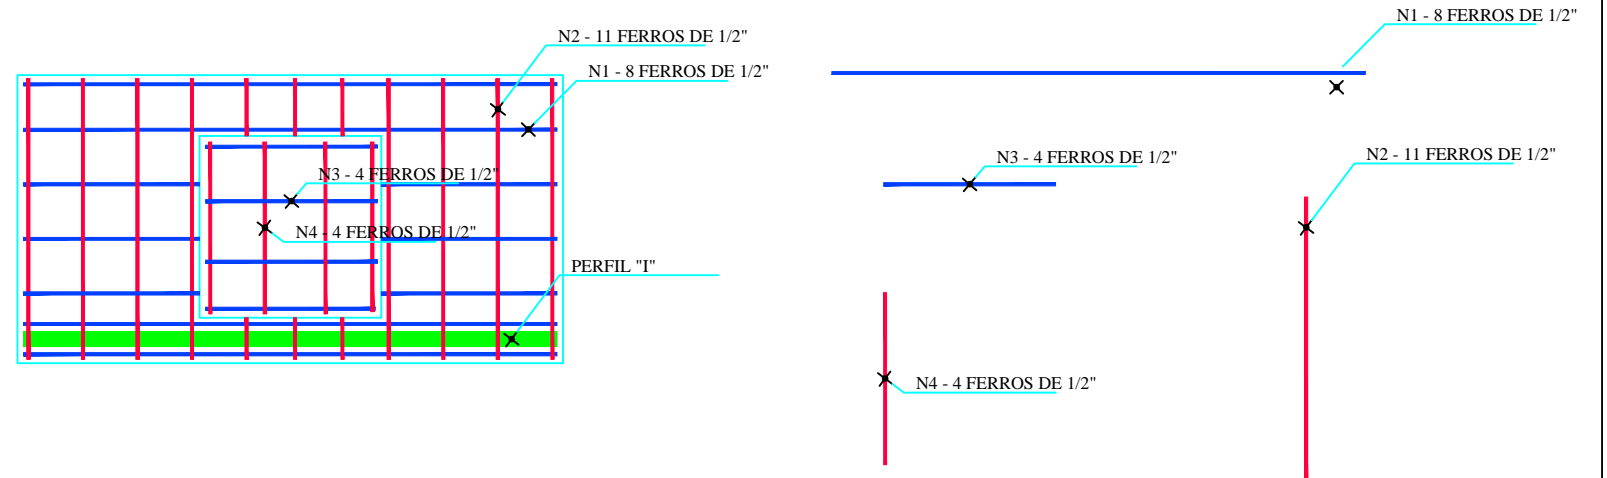 N2 - 11 FERROS DE 1/2"
N1 - 8 FERROS DE 1/2"
N3 - 4 FERROS DE 1/2"
N4 - 4 FERROS DE 1/2"
PERFIL "I"
N1 - 8 FERROS DE 1/2"
N3 - 4 FERROS DE 1/2"
N2 - 11 FERROS DE 1/2"
N4 - 4 FERROS DE 1/2"